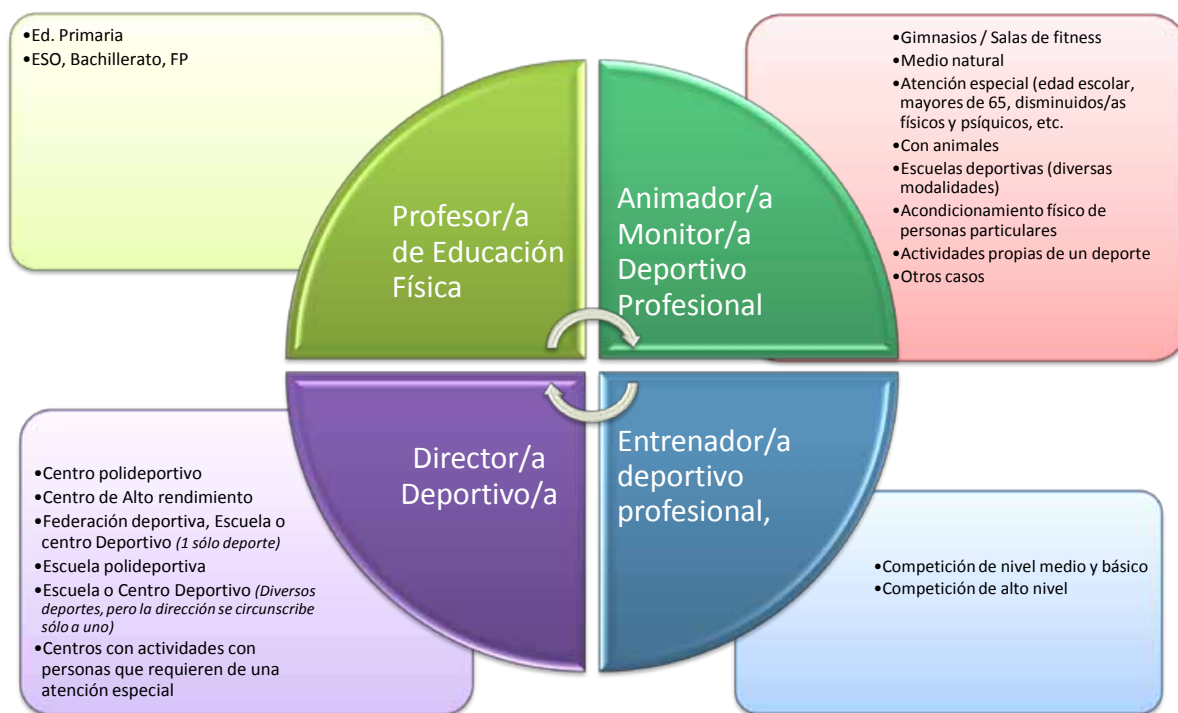 •Ed. Primaria
•ESO, Bachillerato, FP
•Gimnasios / Salas de fitness
•Medio natural
•Atención especial (edad escolar,
mayores de 65, disminuidos/as
físicos y psíquicos, etc.
•Con animales
•Escuelas deportivas (diversas
modalidades)
•Acondicionamiento físico de
personas particulares
•Actividades propias de un deporte
•Otros casos
Profesor/a
de Educación
Física
Animador/a
Monitor/a
Deportivo
Profesional
Director/a
Deportivo/a
Entrenador/a
deportivo
profesional,
•Centro polideportivo
•Centro de Alto rendimiento
•Federación deportiva, Escuela o
centro Deportivo (1 sólo deporte)
•Escuela polideportiva
•Escuela o Centro Deportivo (Diversos
deportes, pero la dirección se circunscribe
sólo a uno)
•Centros con actividades con
personas que requieren de una
atención especial
•Competición de nivel medio y básico
•Competición de alto nivel